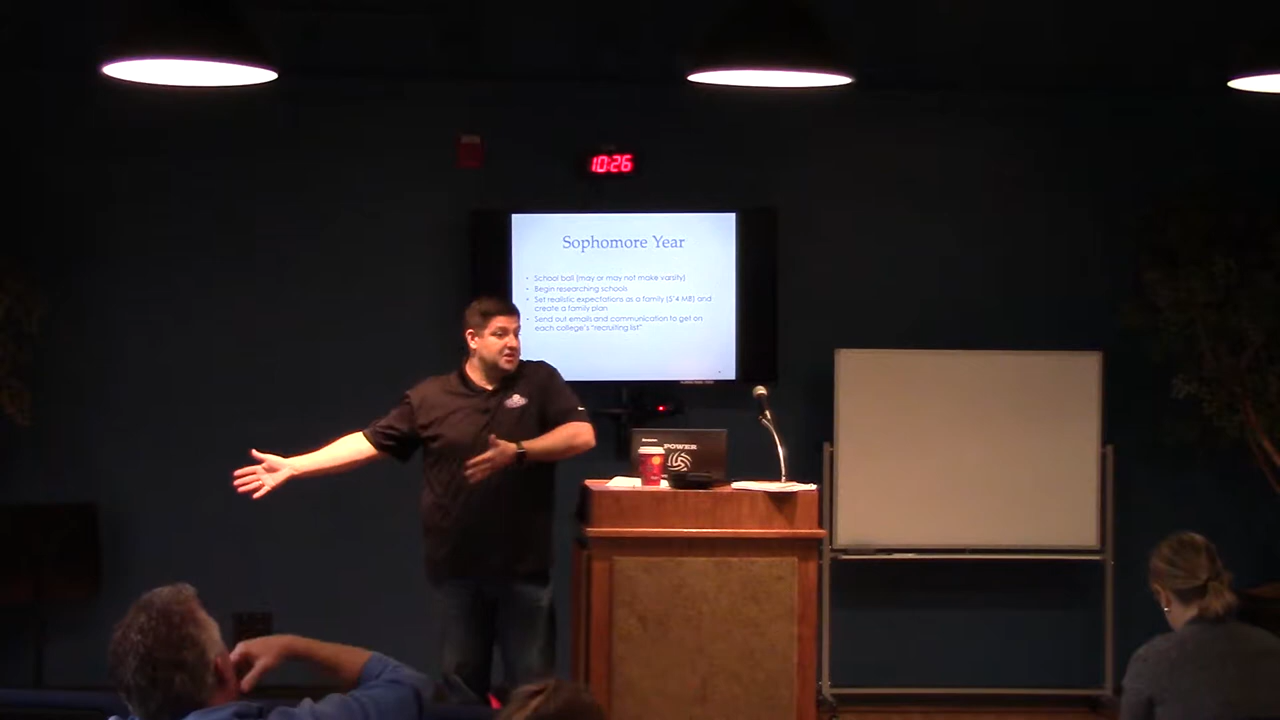 10:26
Sophomore Year
• School ball (may or may not make varsity)
• Begin researching schools
• Set realistic expectations as a family (5'4 MB) and
create a family plan
• Send out emails and communication to get on
each college's "recruiting list"
POWER